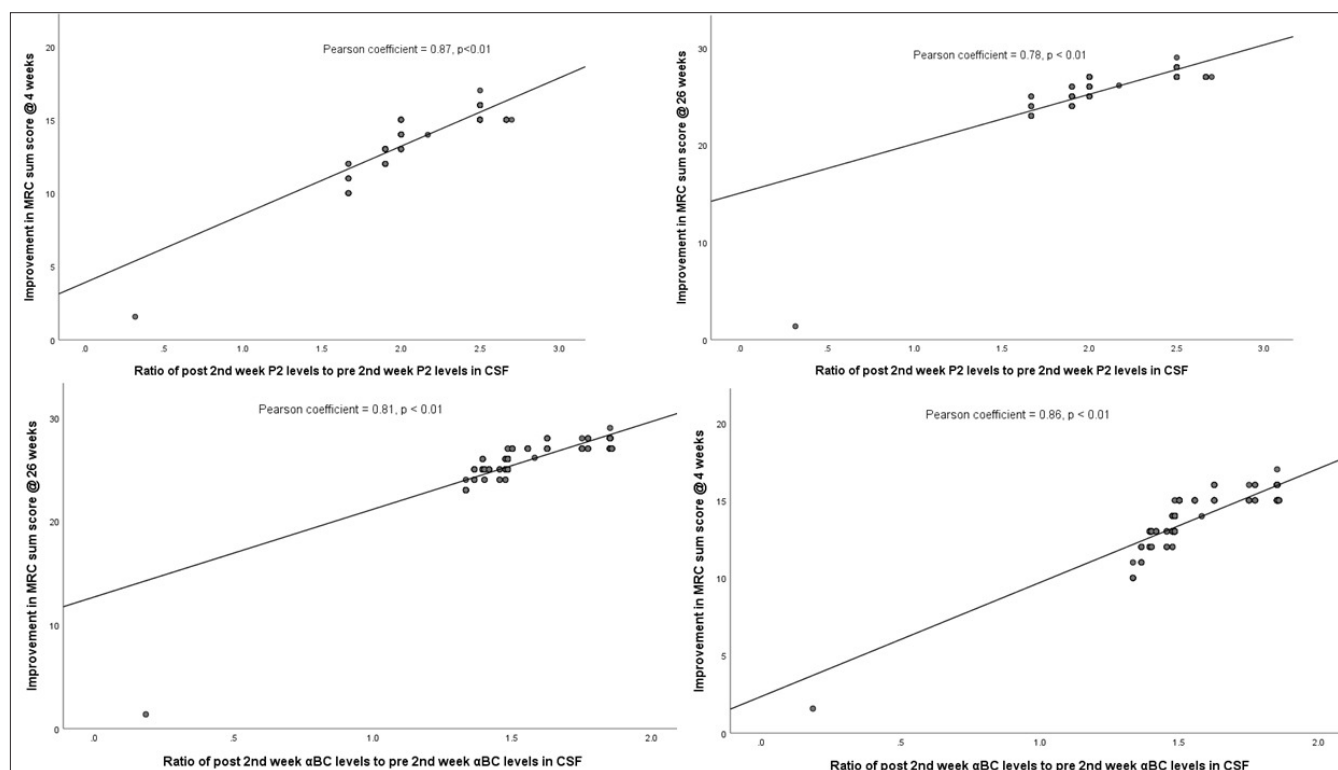 Pearson coefficient = 0.87, p<0.01
Improvement in MRC sum score @ 4 weeks
20
15
10
5
0
.0 .5 1.0 1.5 2.0 2.5 3.0
Ratio of post 2nd week P2 levels to pre 2nd week P2 levels in CSF
Pearson coefficient = 0.78, p < 0.01
Improvement in MRC sum score @ 26 weeks
30
20
10
0
.0 .5 1.0 1.5 2.0 2.5 3.0
Ratio of post 2nd week P2 levels to pre 2nd week P2 levels in CSF
Pearson coefficient = 0.81, p < 0.01
Improvement in MRC sum score @ 26 weeks
30
20
10
0
.0 .5 1.0 1.5 2.0
Ratio of post 2nd week αBC levels to pre 2nd week αBC levels in CSF
Pearson coefficient = 0.86, p < 0.01
Improvement in MRC sum score @ 4 weeks
20
15
10
5
0
.0 .5 1.0 1.5 2.0
Ratio of post 2nd week αBC levels to pre 2nd week αBC levels in CSF